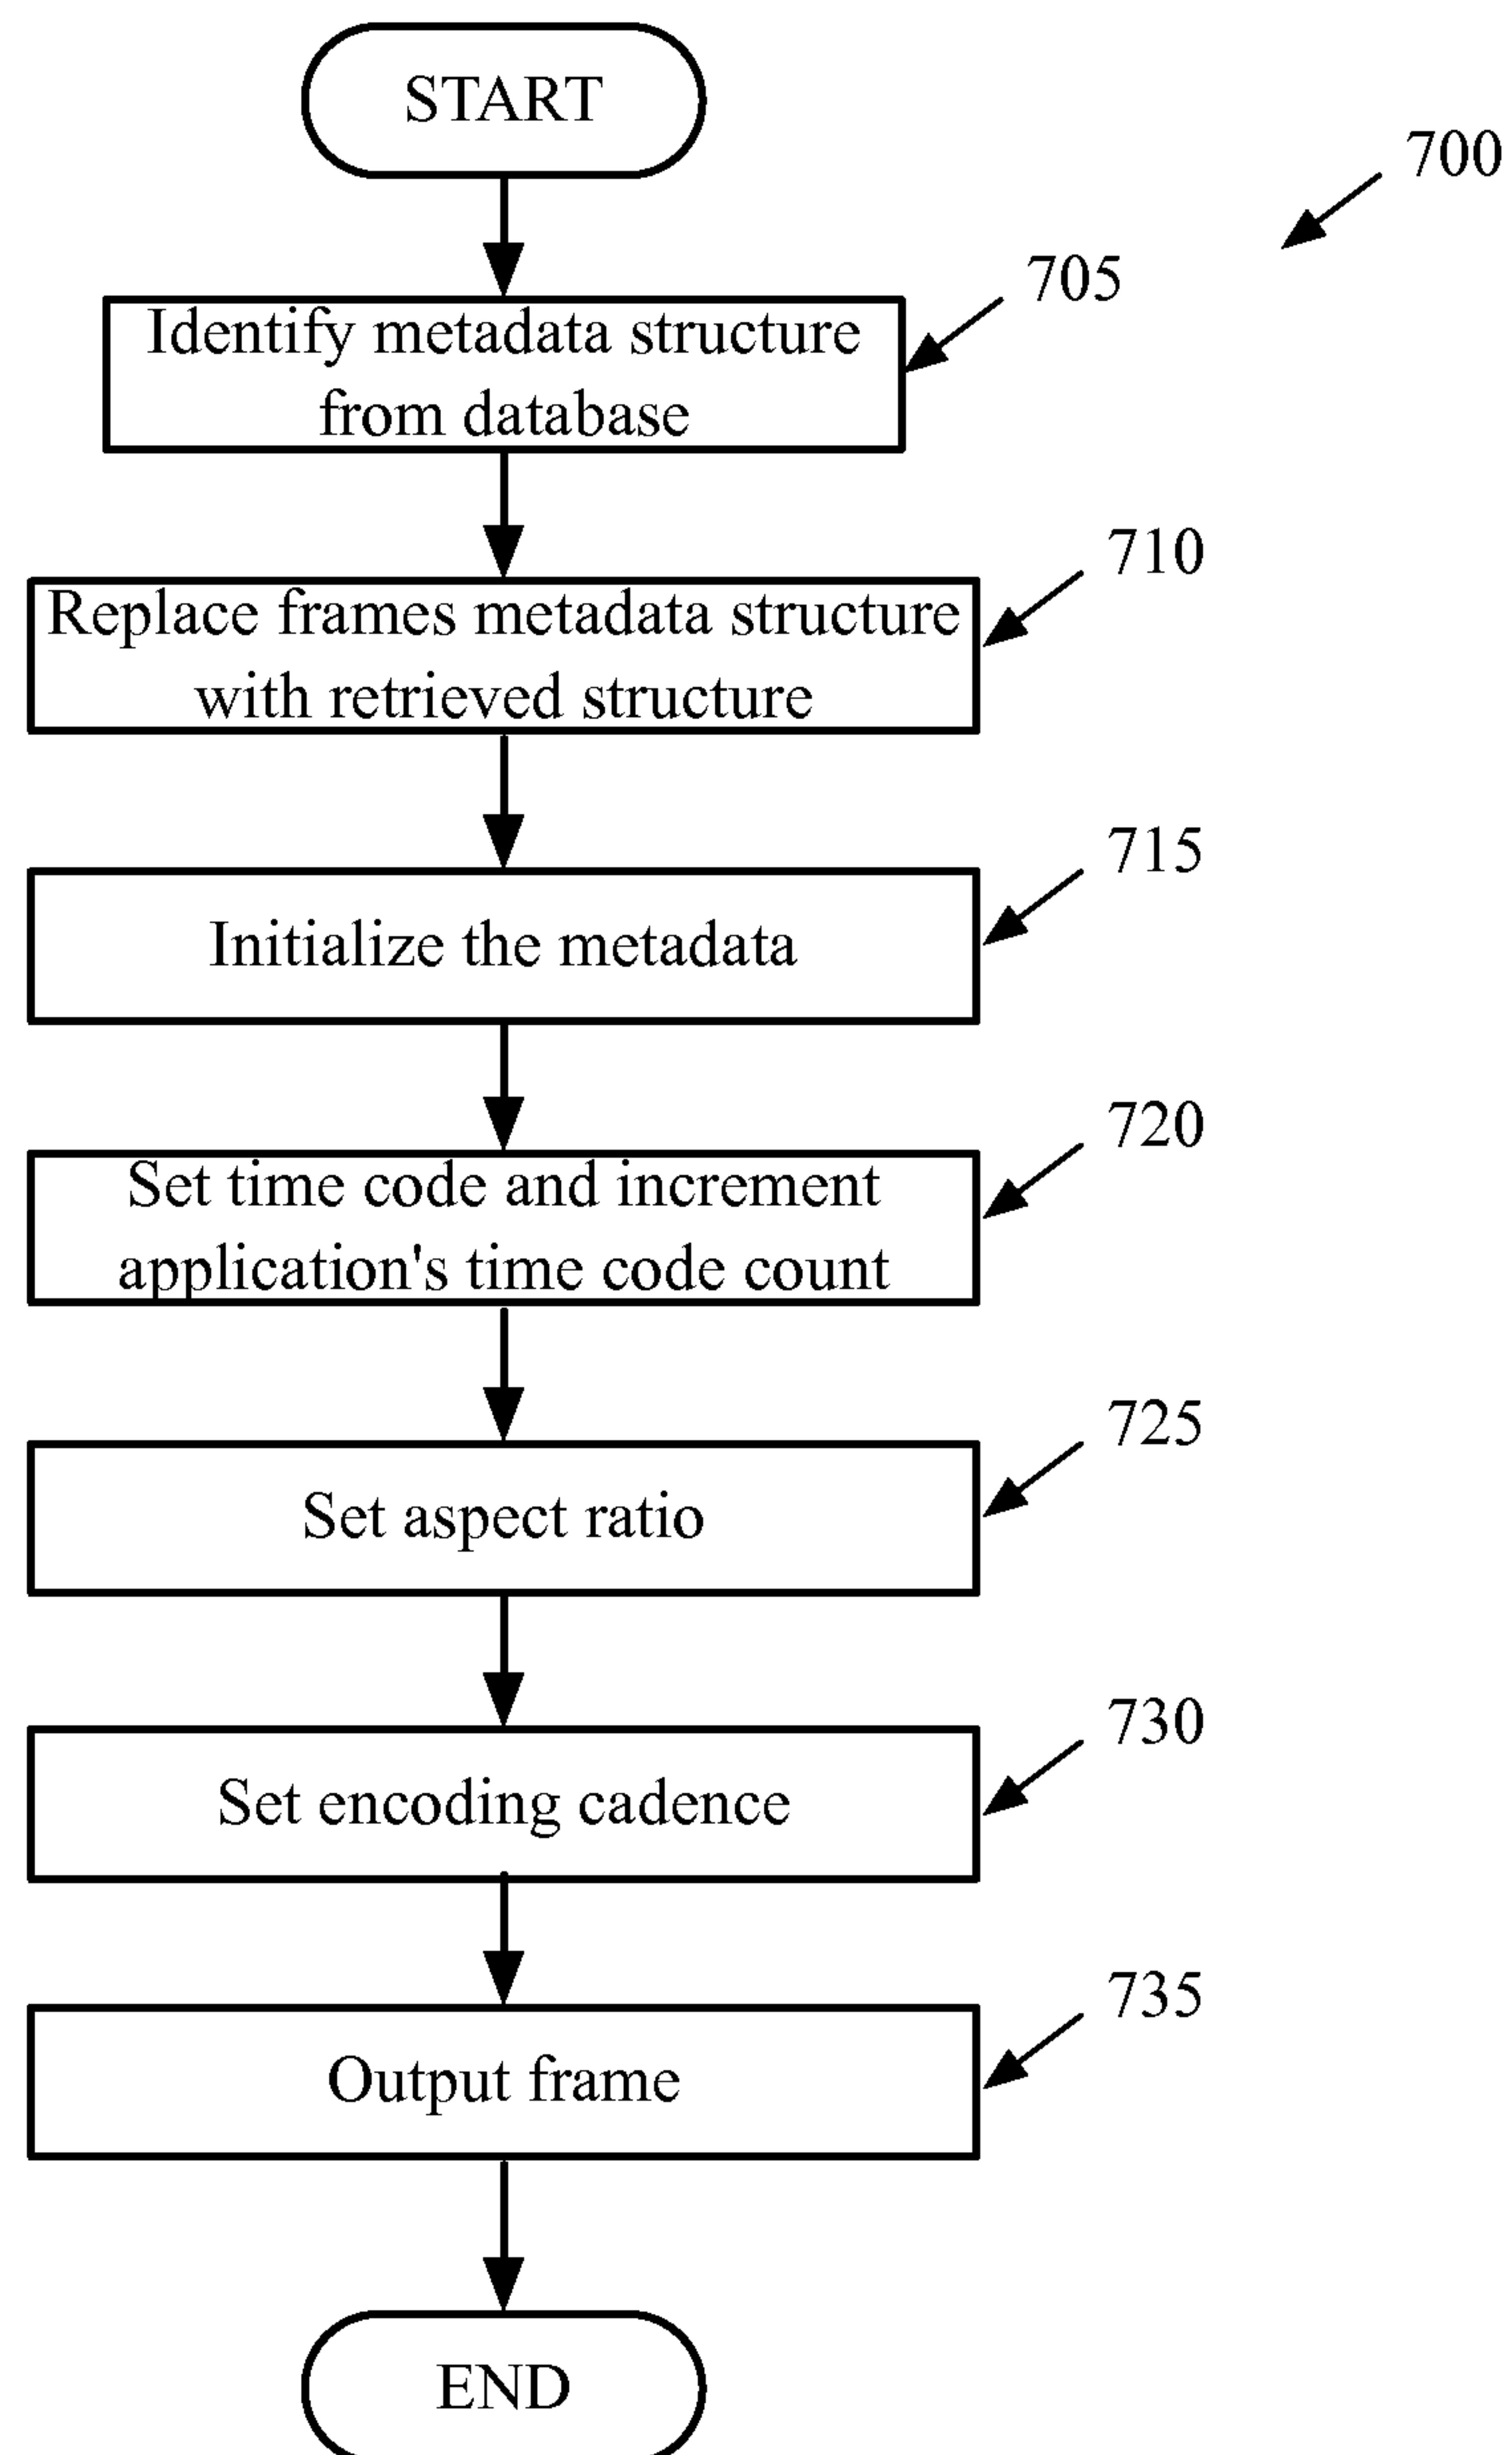 START
700
705
Identify metadata structure
from database
710
Replace frames metadata structure
with retrieved structure
715
Initialize the metadata
720
Set time code and increment
application's time code count
725
Set aspect ratio
730
Set encoding cadence
735
Output frame
END